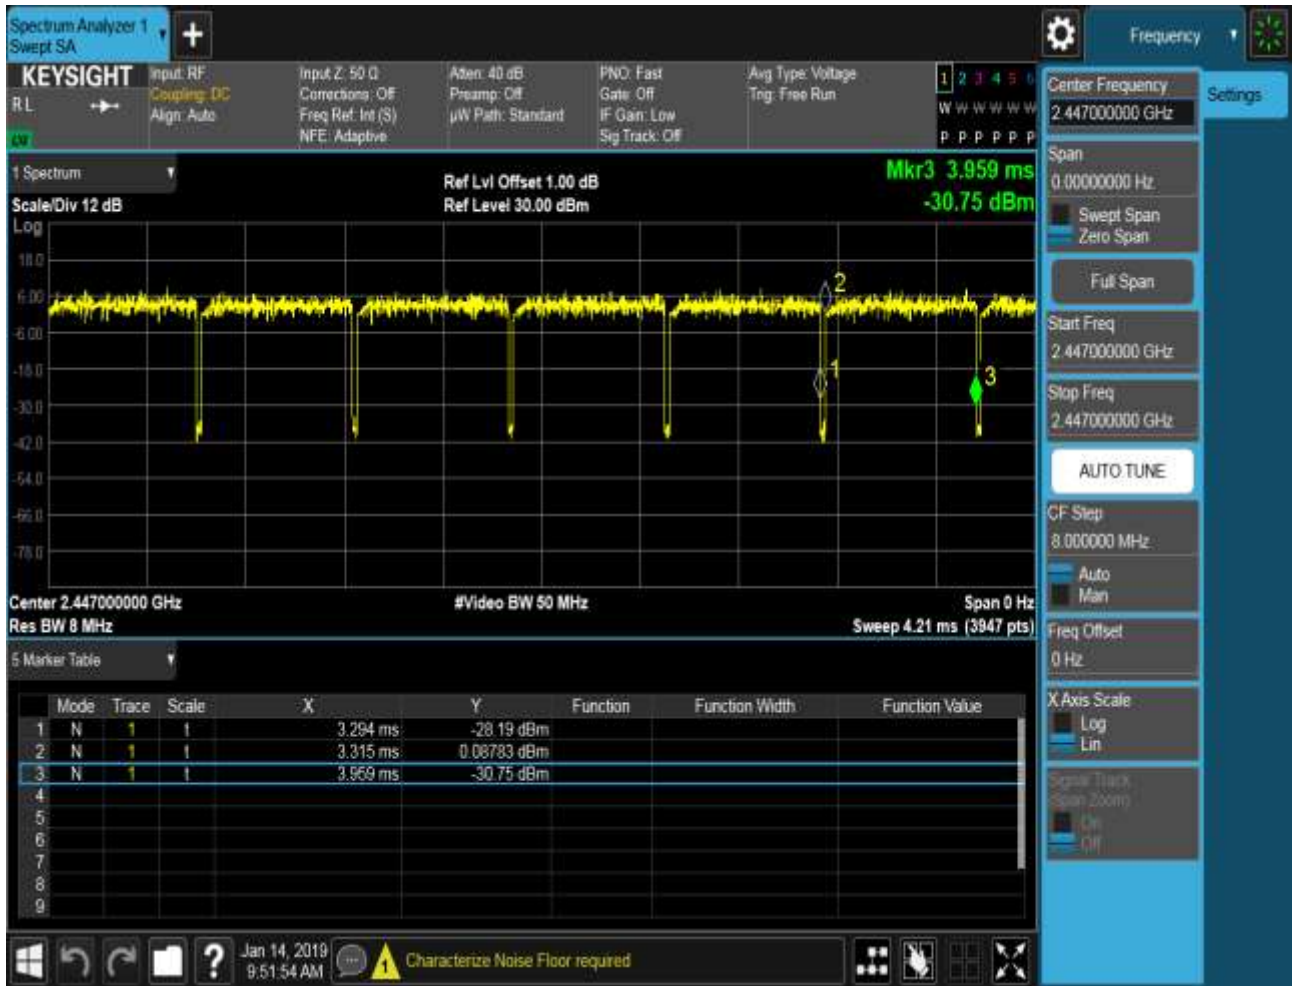 Spectrum Analyzer 1
Swept SA
+
Frequency
KEYSIGHT
R L
Input: RF
Coupling: DC
Align: Auto
Input Z: 50 Ω
Corrections: Off
Freq Ref: Int (S)
NFE: Adaptive
Atten: 40 dB
Preamp: Off
µW Path: Standard
PNO: Fast
Gate: Off
IF Gain: Low
Sig Track: Off
Avg Type: Voltage
Trig: Free Run
1 2 3 4 5 6
W W W W W W
P P P P P P
1 Spectrum
Scale/Div 12 dB
Ref Lvl Offset 1.00 dB
Ref Level 30.00 dBm
Mkr3 3.959 ms
-30.75 dBm
Log
18.0
6.00
-6.00
-18.0
-30.0
-42.0
-54.0
-66.0
-78.0
2
1
3
Center 2.447000000 GHz
#Video BW 50 MHz
Span 0 Hz
Res BW 8 MHz
Sweep 4.21 ms (3947 pts)
5 Marker Table
Mode Trace Scale X Y Function Function Width Function Value
1 N 1 t 3.294 ms -28.19 dBm
2 N 1 t 3.315 ms 0.08783 dBm
3 N 1 t 3.959 ms -30.75 dBm
4
5
6
7
8
9
Center Frequency
2.447000000 GHz
Settings
Span
0.00000000 Hz
Swept Span
Zero Span
Full Span
Start Freq
2.447000000 GHz
Stop Freq
2.447000000 GHz
AUTO TUNE
CF Step
8.000000 MHz
Auto
Man
Freq Offset
0 Hz
X Axis Scale
Log
Lin
Signal Track
(Span Zoom)
On
Off
?
Jan 14, 2019
9:51:54 AM
1
Characterize Noise Floor required